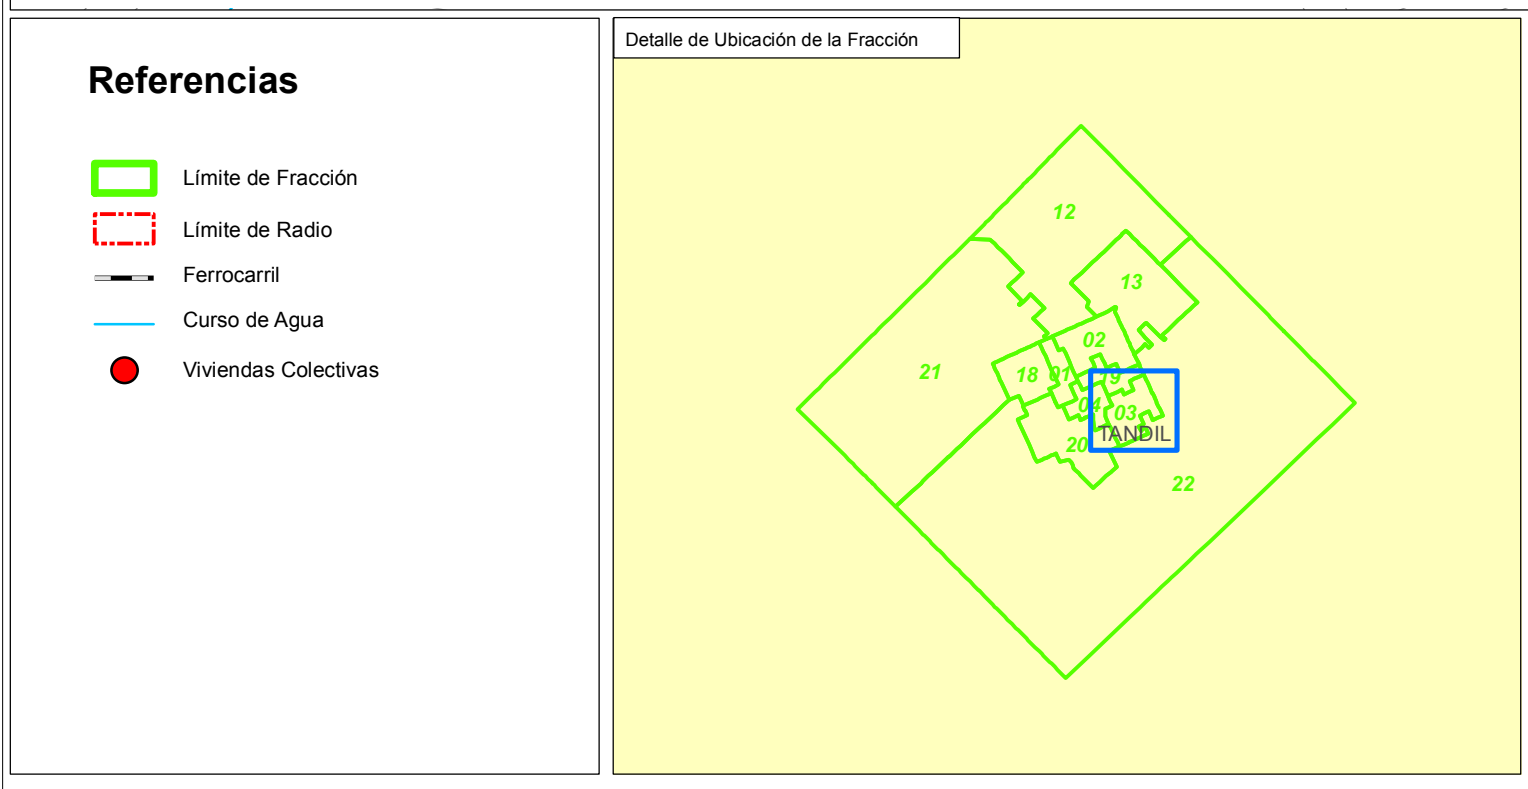 Referencias
Límite de Fracción
Límite de Radio
Ferrocarril
Curso de Agua
Viviendas Colectivas
Detalle de Ubicación de la Fracción
12
13
02
21
18
01
19
04
03
TANDIL
20
22